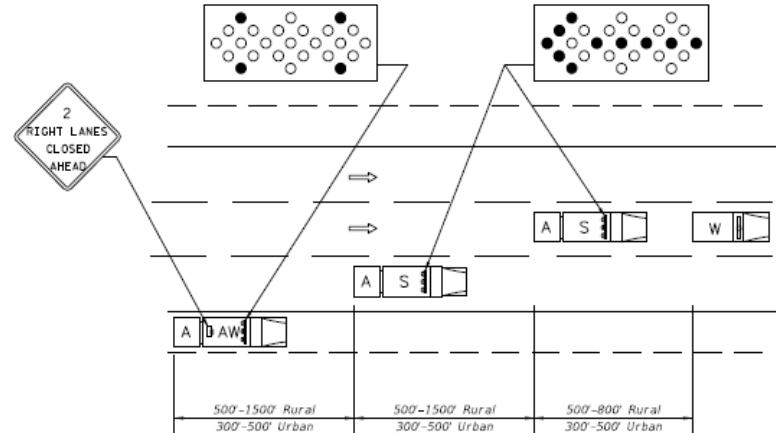 2
RIGHT LANES
CLOSED
AHEAD
A S
W
A S
A AW
500'-1500' Rural
300'-500' Urban
500'-1500' Rural
300'-500' Urban
500'-800' Rural
300'-500' Urban